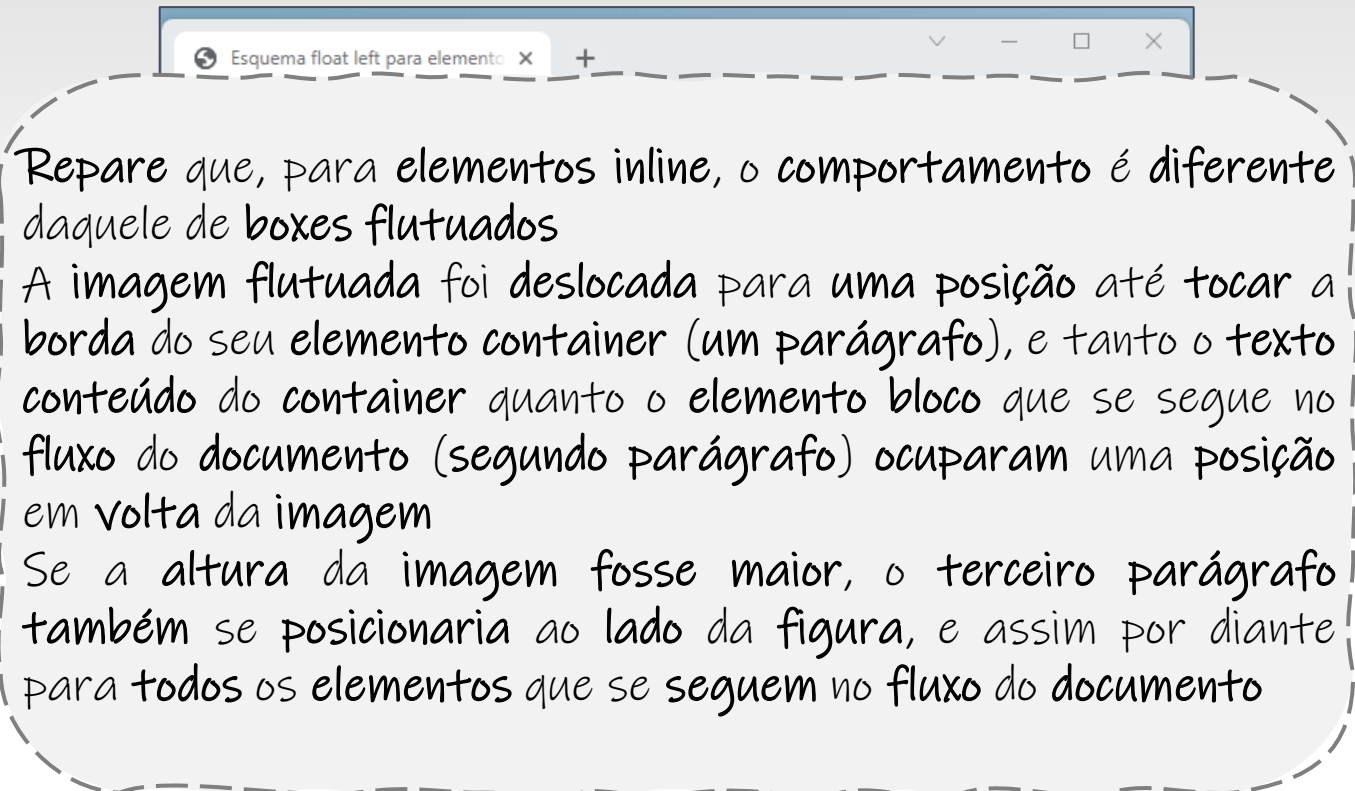 Esquema float left para elemento
Repare que, para elementos inline, o comportamento é diferente
daquele de boxes flutuados
A imagem flutuada foi deslocada para uma posição até tocar a
borda do seu elemento container (um parágrafo), e tanto o texto
conteúdo do container quanto o elemento bloco que se segue no
fluxo do documento (segundo parágrafo) ocuparam uma posição
em volta da imagem
Se a altura da imagem fosse maior, o terceiro parágrafo
também se posicionaria ao lado da figura, e assim por diante
para todos os elementos que se seguem no fluxo do documento